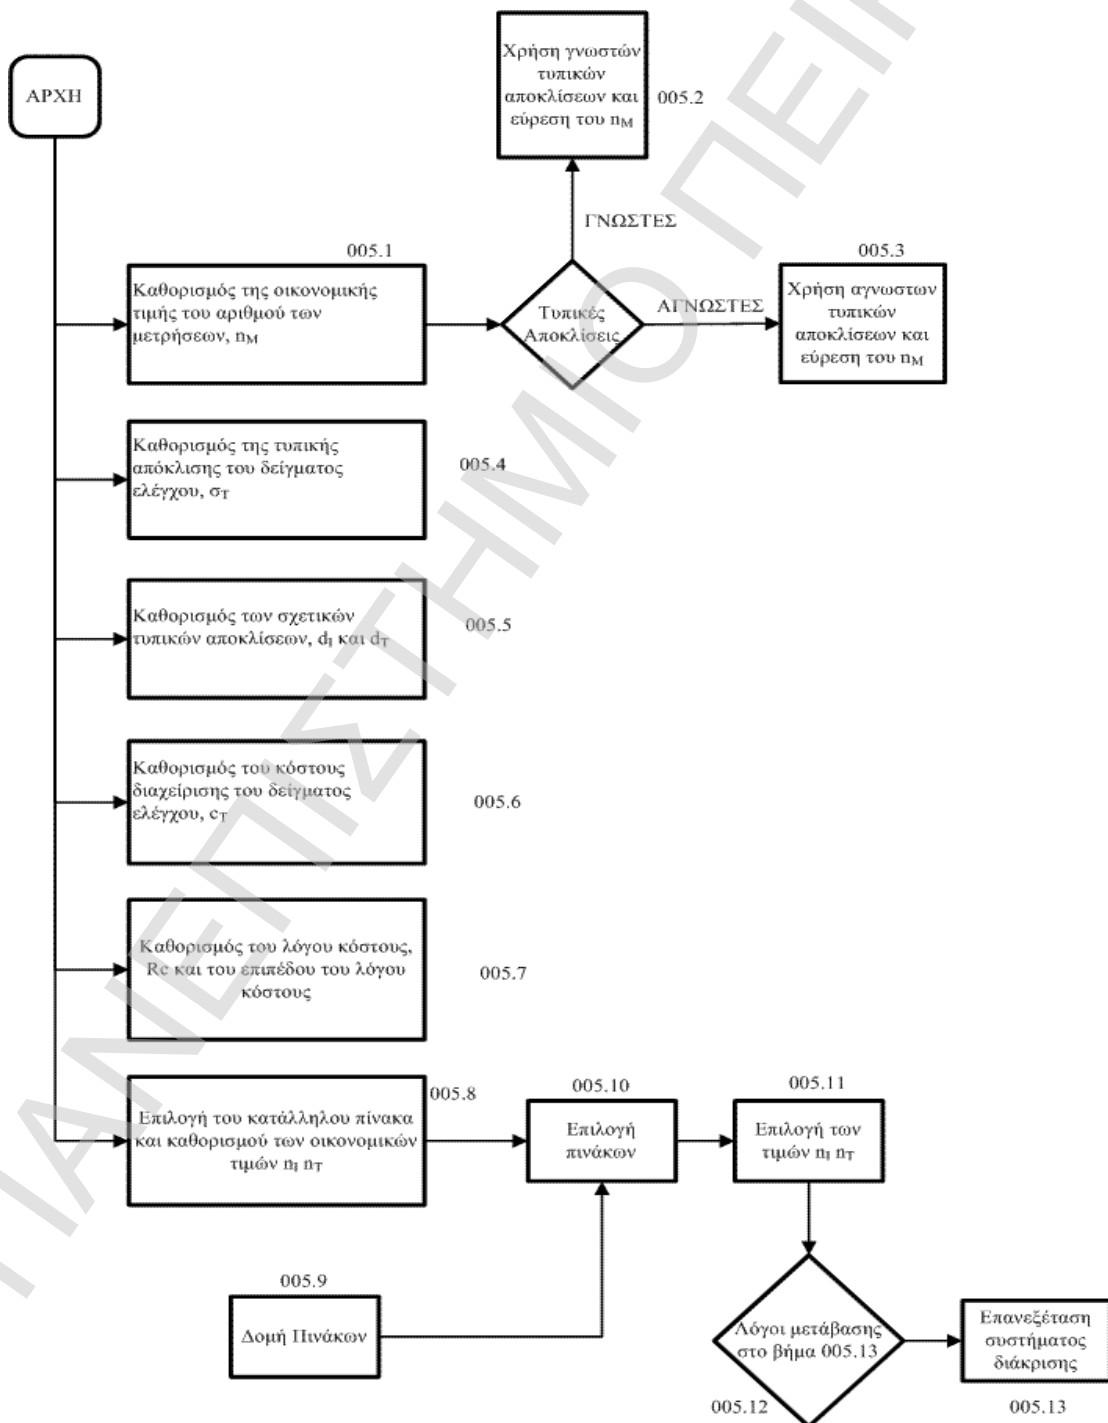 ΑΡΧΗ
Χρήση γνωστών
τυπικών
αποκλίσεων και
εύρεση του nM
005.2
ΓΝΩΣΤΕΣ
005.1
Καθορισμός της οικονομικής
τιμής του αριθμού των
μετρήσεων, nM
Τυπικές
Αποκλίσεις
ΑΓΝΩΣΤΕΣ
005.3
Χρήση αγνωστων
τυπικών
αποκλίσεων και
εύρεση του nM
Καθορισμός της τυπικής
απόκλισης του δείγματος
ελέγχου, σT
005.4
Καθορισμός των σχετικών
τυπικών αποκλίσεων, dI και dT
005.5
Καθορισμός του κόστους
διαχείρισης του δείγματος
ελέγχου, cT
005.6
Καθορισμός του λόγου κόστους,
Rc και του επιπέδου του λόγου
κόστους
005.7
Επιλογή του κατάλληλου πίνακα
και καθορισμού των οικονομικών
τιμών nI nT
005.8
005.10
Επιλογή
πινάκων
005.11
Επιλογή των
τιμών nI nT
005.9
Δομή Πινάκων
Λόγοι μετάβασης
στο βήμα 005.13
005.12
Επανεξέταση
συστήματος
διάκρισης
005.13
ΠΑΝΕΠΙΣΤΗΜΙΟ ΠΕΙ